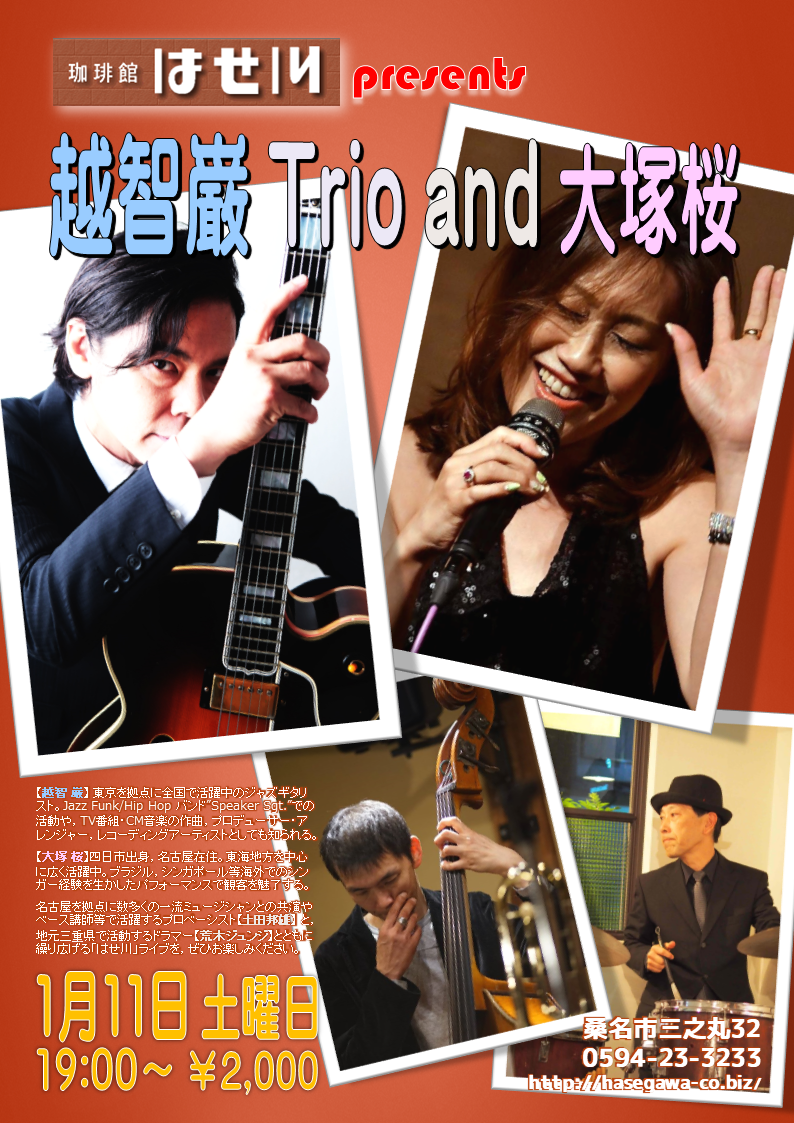 珈琲館 はせ川 presents
越智巌 Trio and 大塚桜
【越智 巌】 東京を拠点に全国で活躍中のジャズギタリ
スト。Jazz Funk/Hip Hop バンド“Speaker Sgt.”での
活動や，TV番組・CM音楽の作曲，プロデューサー・ア
レンジャー，レコーディングアーティストとしても知られる。
【大塚 桜】四日市出身，名古屋在住。東海地方を中心
に広く活躍中。ブラジル，シンガポール等海外でのシン
ガー経験を生かしたパフォーマンスで観客を魅了する。
名古屋を拠点に数多くの一流ミュージシャンとの共演や
ベース講師等で活躍するプロベーシスト【土田邦雄】と，
地元三重県で活動するドラマー【荒木ジュンジ】とともに
繰り広げる「はせ川」ライブを，ぜひお楽しみください。
1月11日 土曜日
19:00～ ￥2,000
桑名市三之丸32
0594-23-3233
http://hasegawa-co.biz/